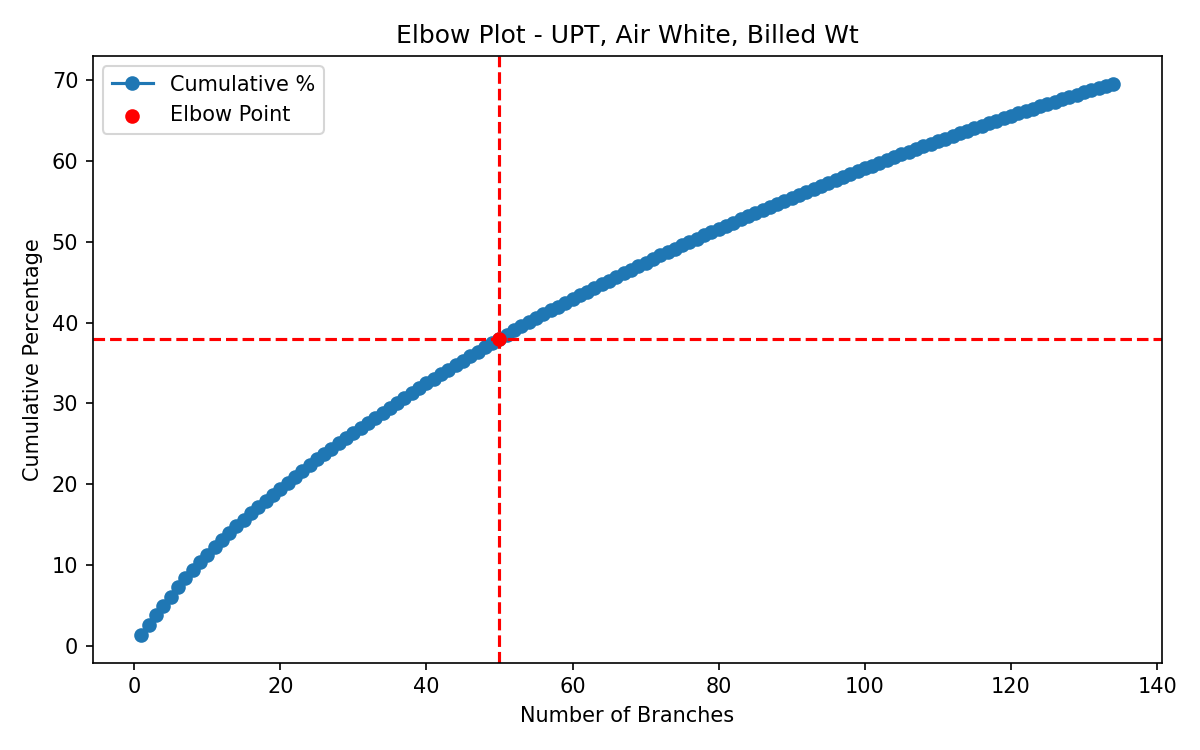 Elbow Plot - UPT, Air White, Billed Wt
Cumulative %
Elbow Point
Cumulative Percentage
70
60
50
40
30
20
10
0
0 20 40 60 80 100 120 140
Number of Branches